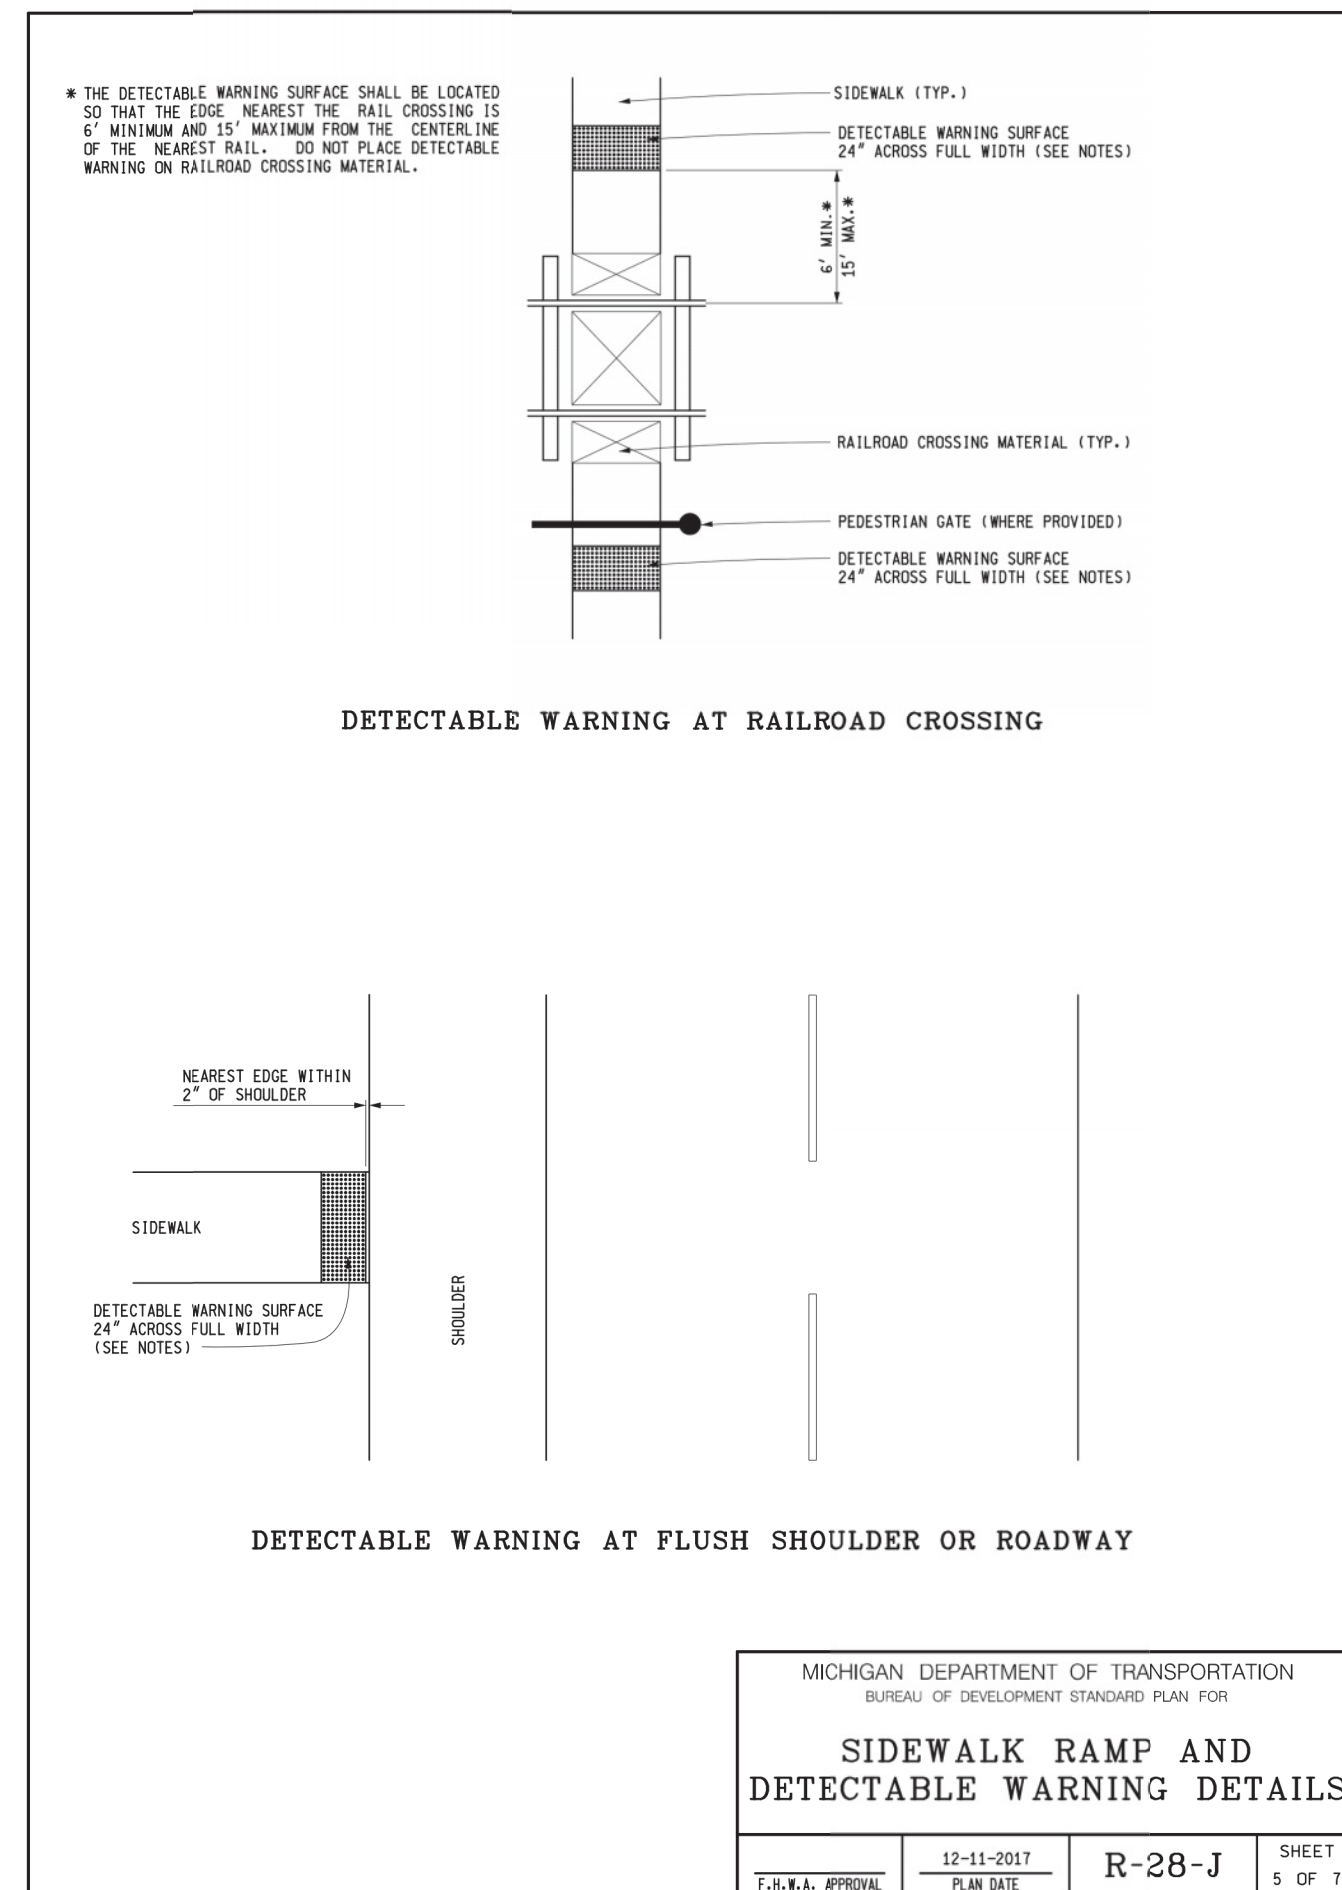 * THE DETECTABLE WARNING SURFACE SHALL BE LOCATED
SO THAT THE EDGE NEAREST THE RAIL CROSSING IS
6' MINIMUM AND 15' MAXIMUM FROM THE CENTERLINE
OF THE NEAREST RAIL. DO NOT PLACE DETECTABLE
WARNING ON RAILROAD CROSSING MATERIAL.
SIDEWALK (TYP.)
DETECTABLE WARNING SURFACE
24" ACROSS FULL WIDTH (SEE NOTES)
6' MIN.*
15' MAX.*
RAILROAD CROSSING MATERIAL (TYP.)
PEDESTRIAN GATE (WHERE PROVIDED)
DETECTABLE WARNING SURFACE
24" ACROSS FULL WIDTH (SEE NOTES)
DETECTABLE WARNING AT RAILROAD CROSSING
NEAREST EDGE WITHIN
2" OF SHOULDER
SIDEWALK
DETECTABLE WARNING SURFACE
24" ACROSS FULL WIDTH
(SEE NOTES)
SHOULDER
DETECTABLE WARNING AT FLUSH SHOULDER OR ROADWAY
MICHIGAN DEPARTMENT OF TRANSPORTATION
BUREAU OF DEVELOPMENT STANDARD PLAN FOR
SIDEWALK RAMP AND
DETECTABLE WARNING DETAILS
F.H.W.A. APPROVAL
12-11-2017
PLAN DATE
R-28-J
SHEET
5 OF 7